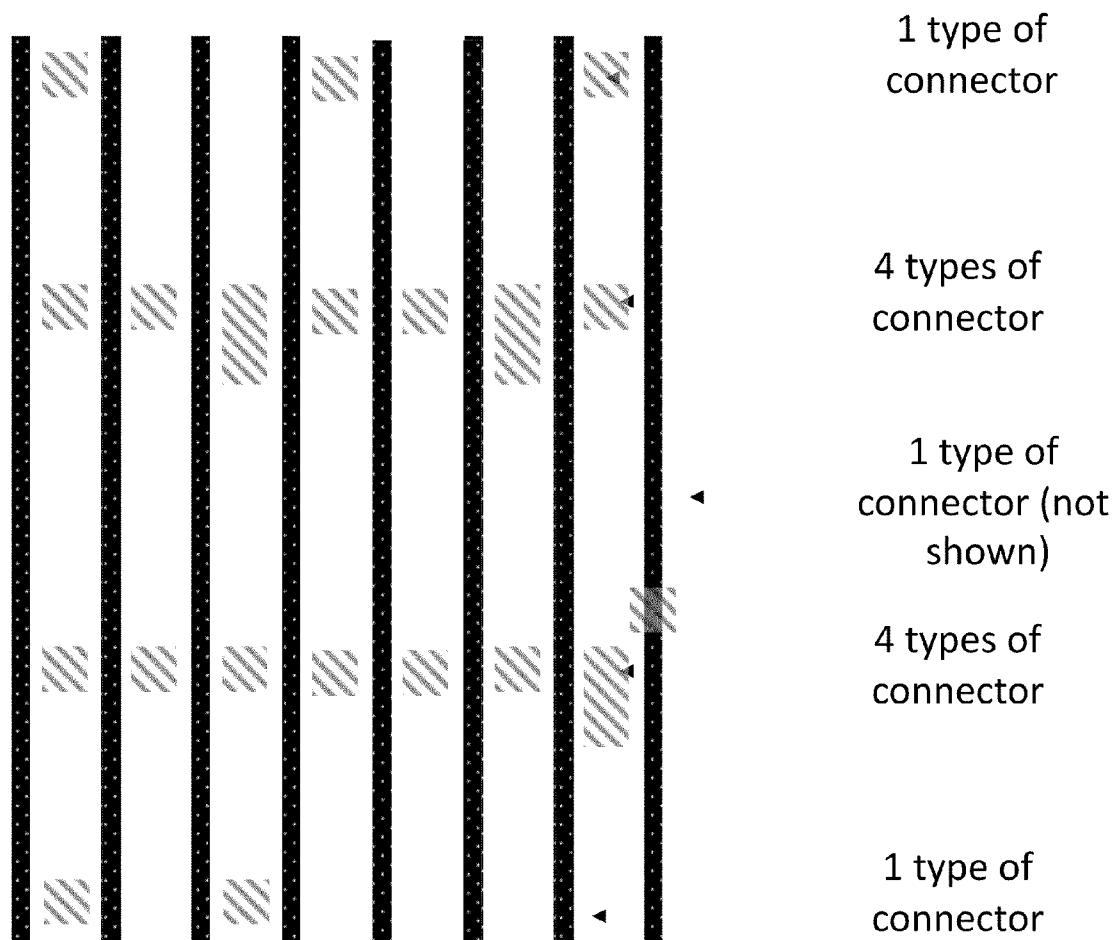 1 type of
connector
4 types of
connector
1 type of
connector (not
shown)
4 types of
connector
1 type of
connector